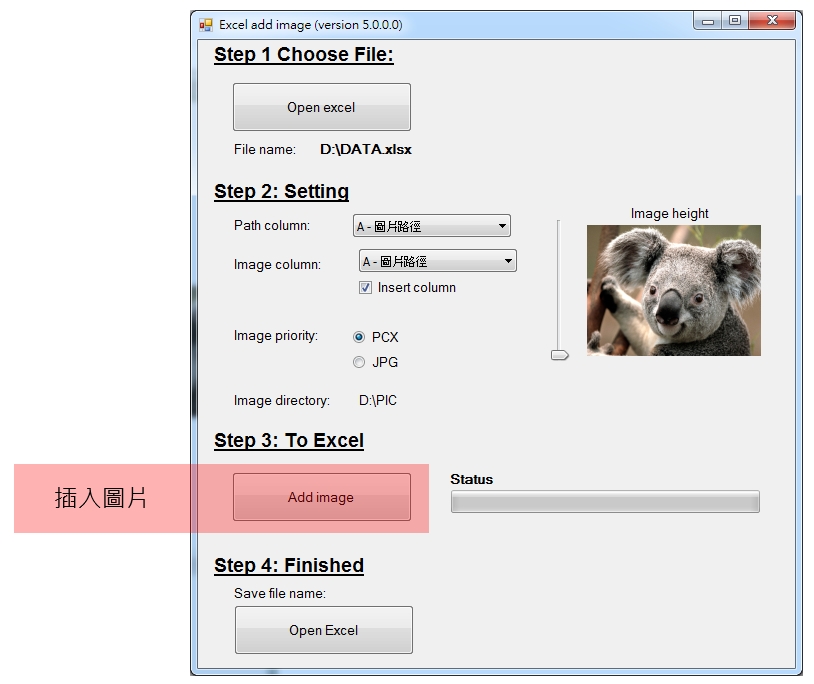 Excel add image (version 5.0.0.0)
Step 1 Choose File:
Open excel
File name: D:\DATA.xlsx
Step 2: Setting
Path column: A - 圖片路徑
Image height
Image column: A - 圖片路徑
Insert column
Image priority: PCX
JPG
Image directory: D:\PIC
Step 3: To Excel
插入圖片
Add image
Status
Step 4: Finished
Save file name:
Open Excel